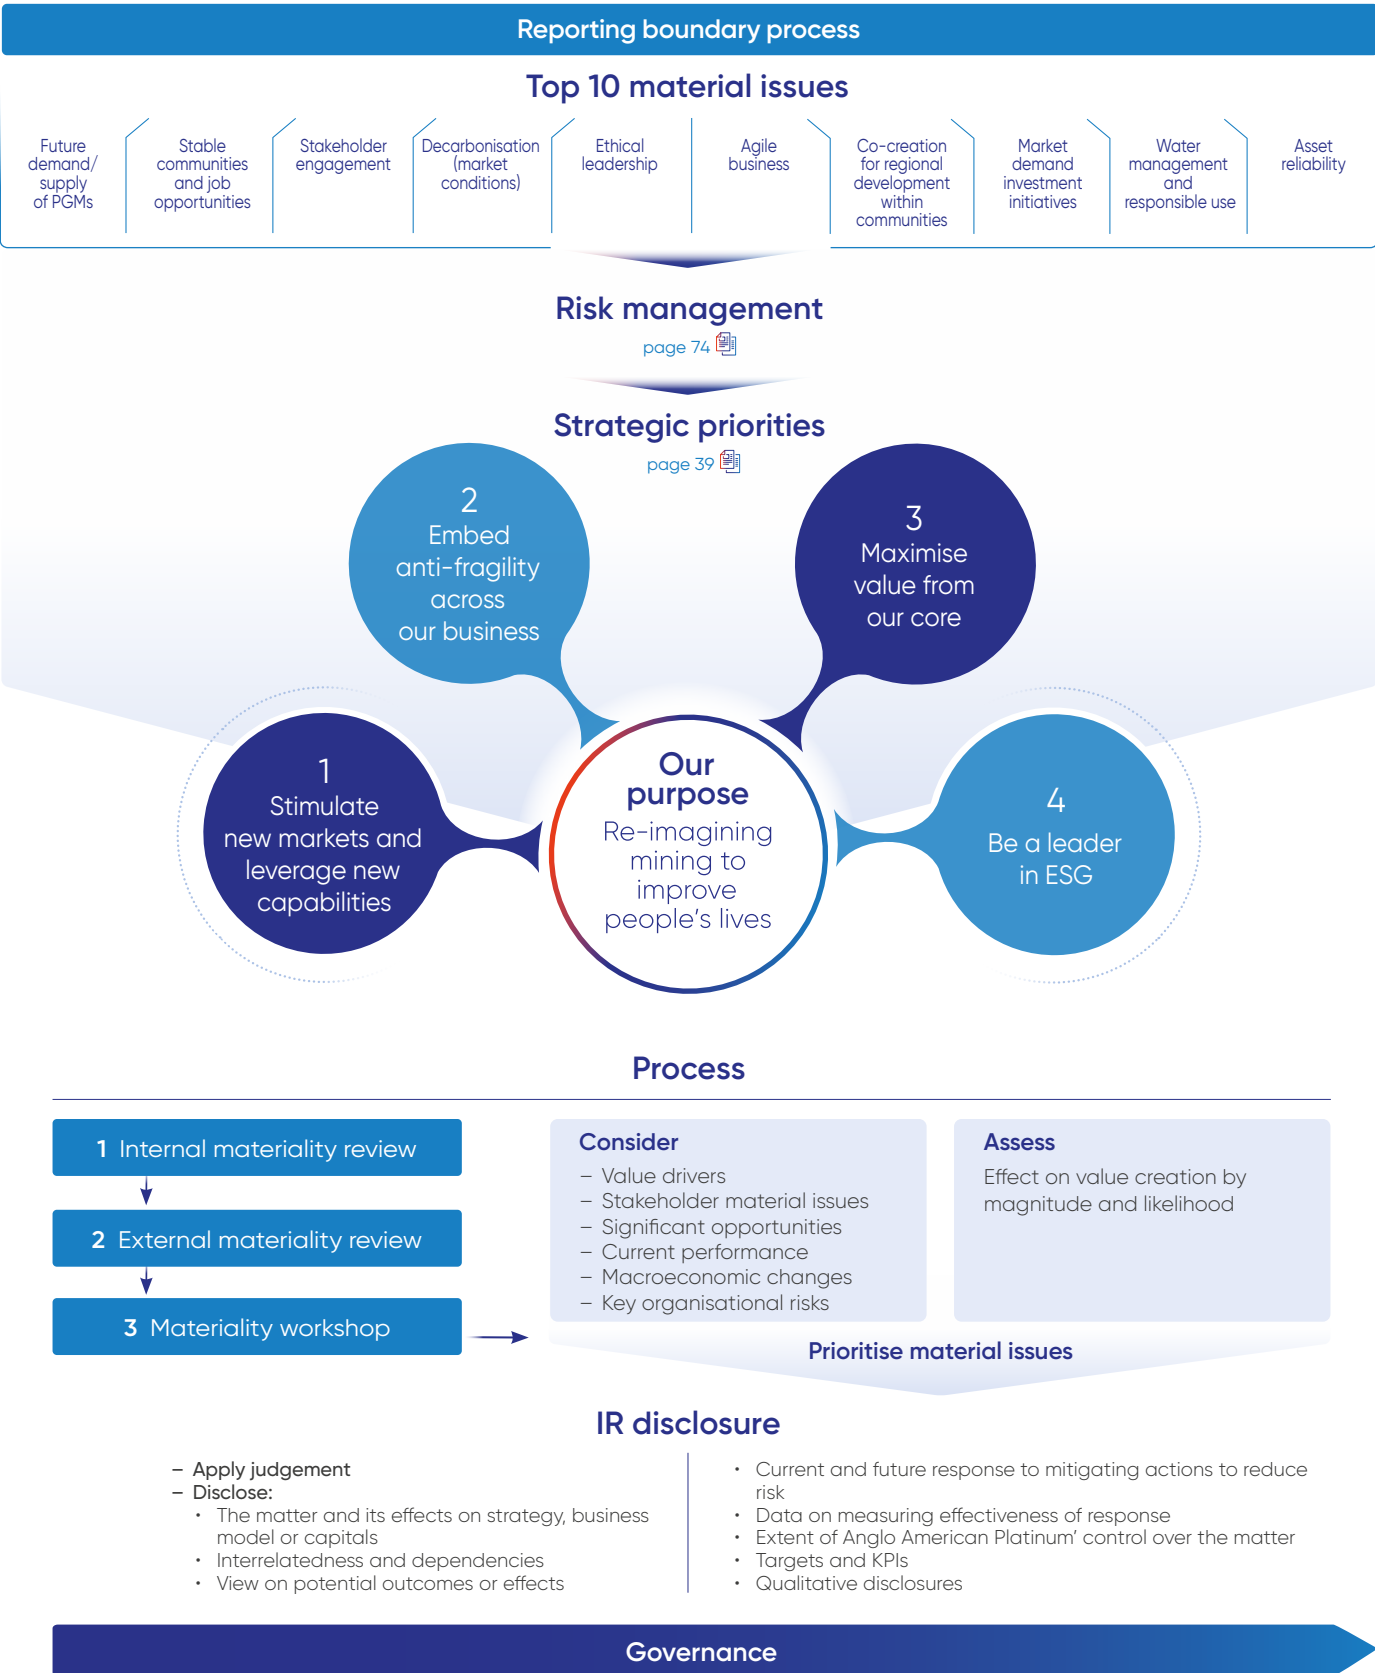 Reporting boundary process
Top 10 material issues
Future
demand/
supply
of PGMs
Stable
communities
and job
opportunities
Stakeholder
engagement
Decarbonisation
(market
conditions)
Ethical
leadership
Agile
business
Co-creation
for regional
development
within
communities
Market
demand
investment
initiatives
Water
management
and
responsible use
Asset
reliability
Risk management
page 74
Strategic priorities
page 39
2
Embed
anti-fragility
across
our business
3
Maximise
value from
our core
1
Stimulate
new markets and
leverage new
capabilities
Our
purpose
Re-imagining
mining to
improve
people's lives
4
Be a leader
in ESG
Process
1 Internal materiality review
2 External materiality review
3 Materiality workshop
Consider
– Value drivers
– Stakeholder material issues
– Significant opportunities
– Current performance
– Macroeconomic changes
– Key organisational risks
Assess
Effect on value creation by
magnitude and likelihood
Prioritise material issues
IR disclosure
– Apply judgement
– Disclose:
• The matter and its effects on strategy, business
model or capitals
• Interrelatedness and dependencies
• View on potential outcomes or effects
• Current and future response to mitigating actions to reduce
risk
• Data on measuring effectiveness of response
• Extent of Anglo American Platinum' control over the matter
• Targets and KPIs
• Qualitative disclosures
Governance